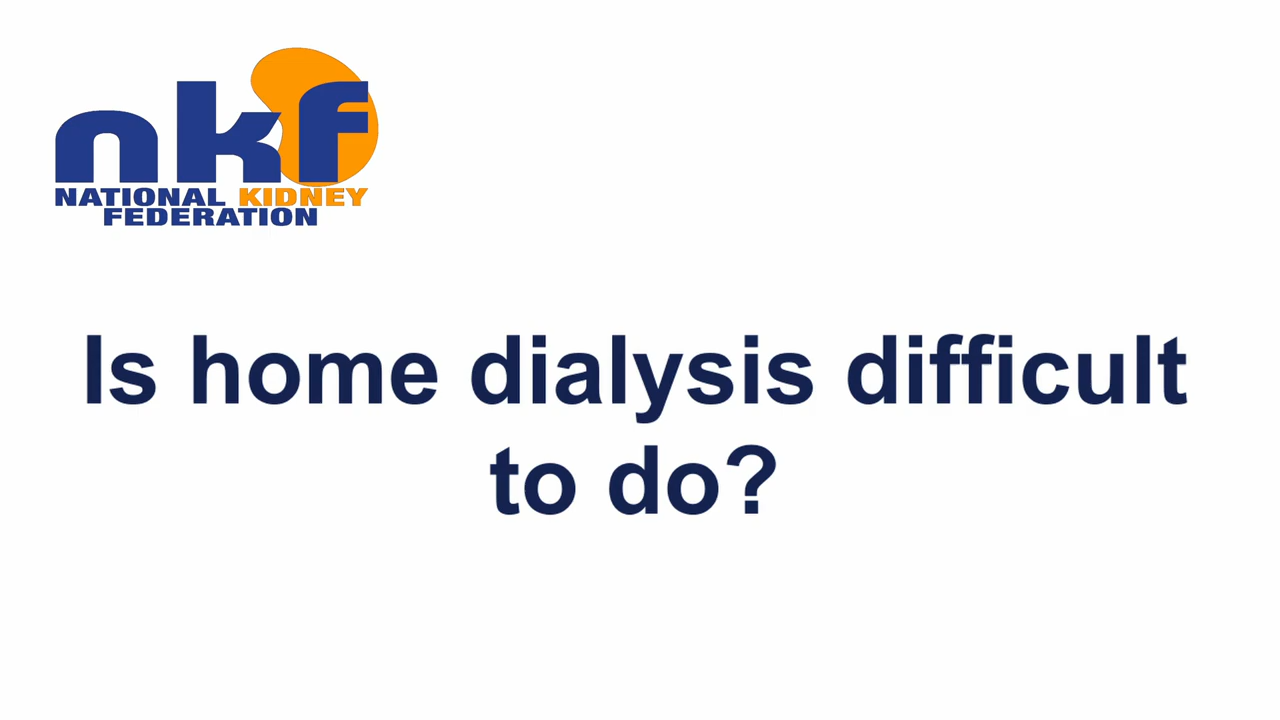 nkf
NATIONAL KIDNEY
FEDERATION
Is home dialysis difficult
to do?